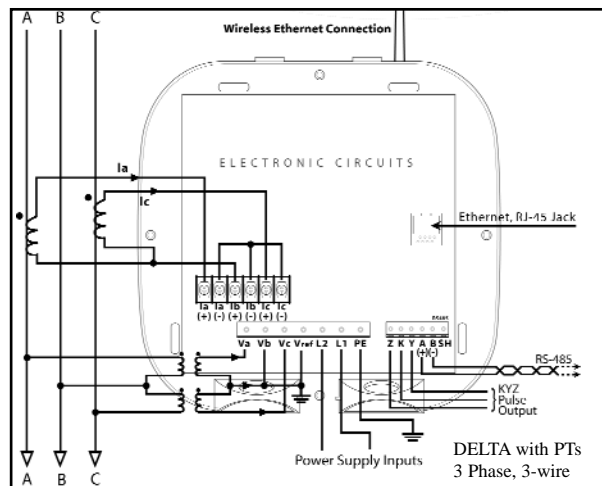 A B C
Wireless Ethernet Connection
ELECTRONIC CIRCUITS
Ia
Ic
Ethernet, RJ-45 Jack
Ia Ia Ib Ib Ic Ic
(+) (-) (+) (-) (+) (-)
RS485
Va Vb Vc Vref L2 L1 PE
Z K Y A B SH
(+) (-)
RS-485
KYZ
Pulse
Output
Power Supply Inputs
DELTA with PTs
3 Phase, 3-wire
A B C